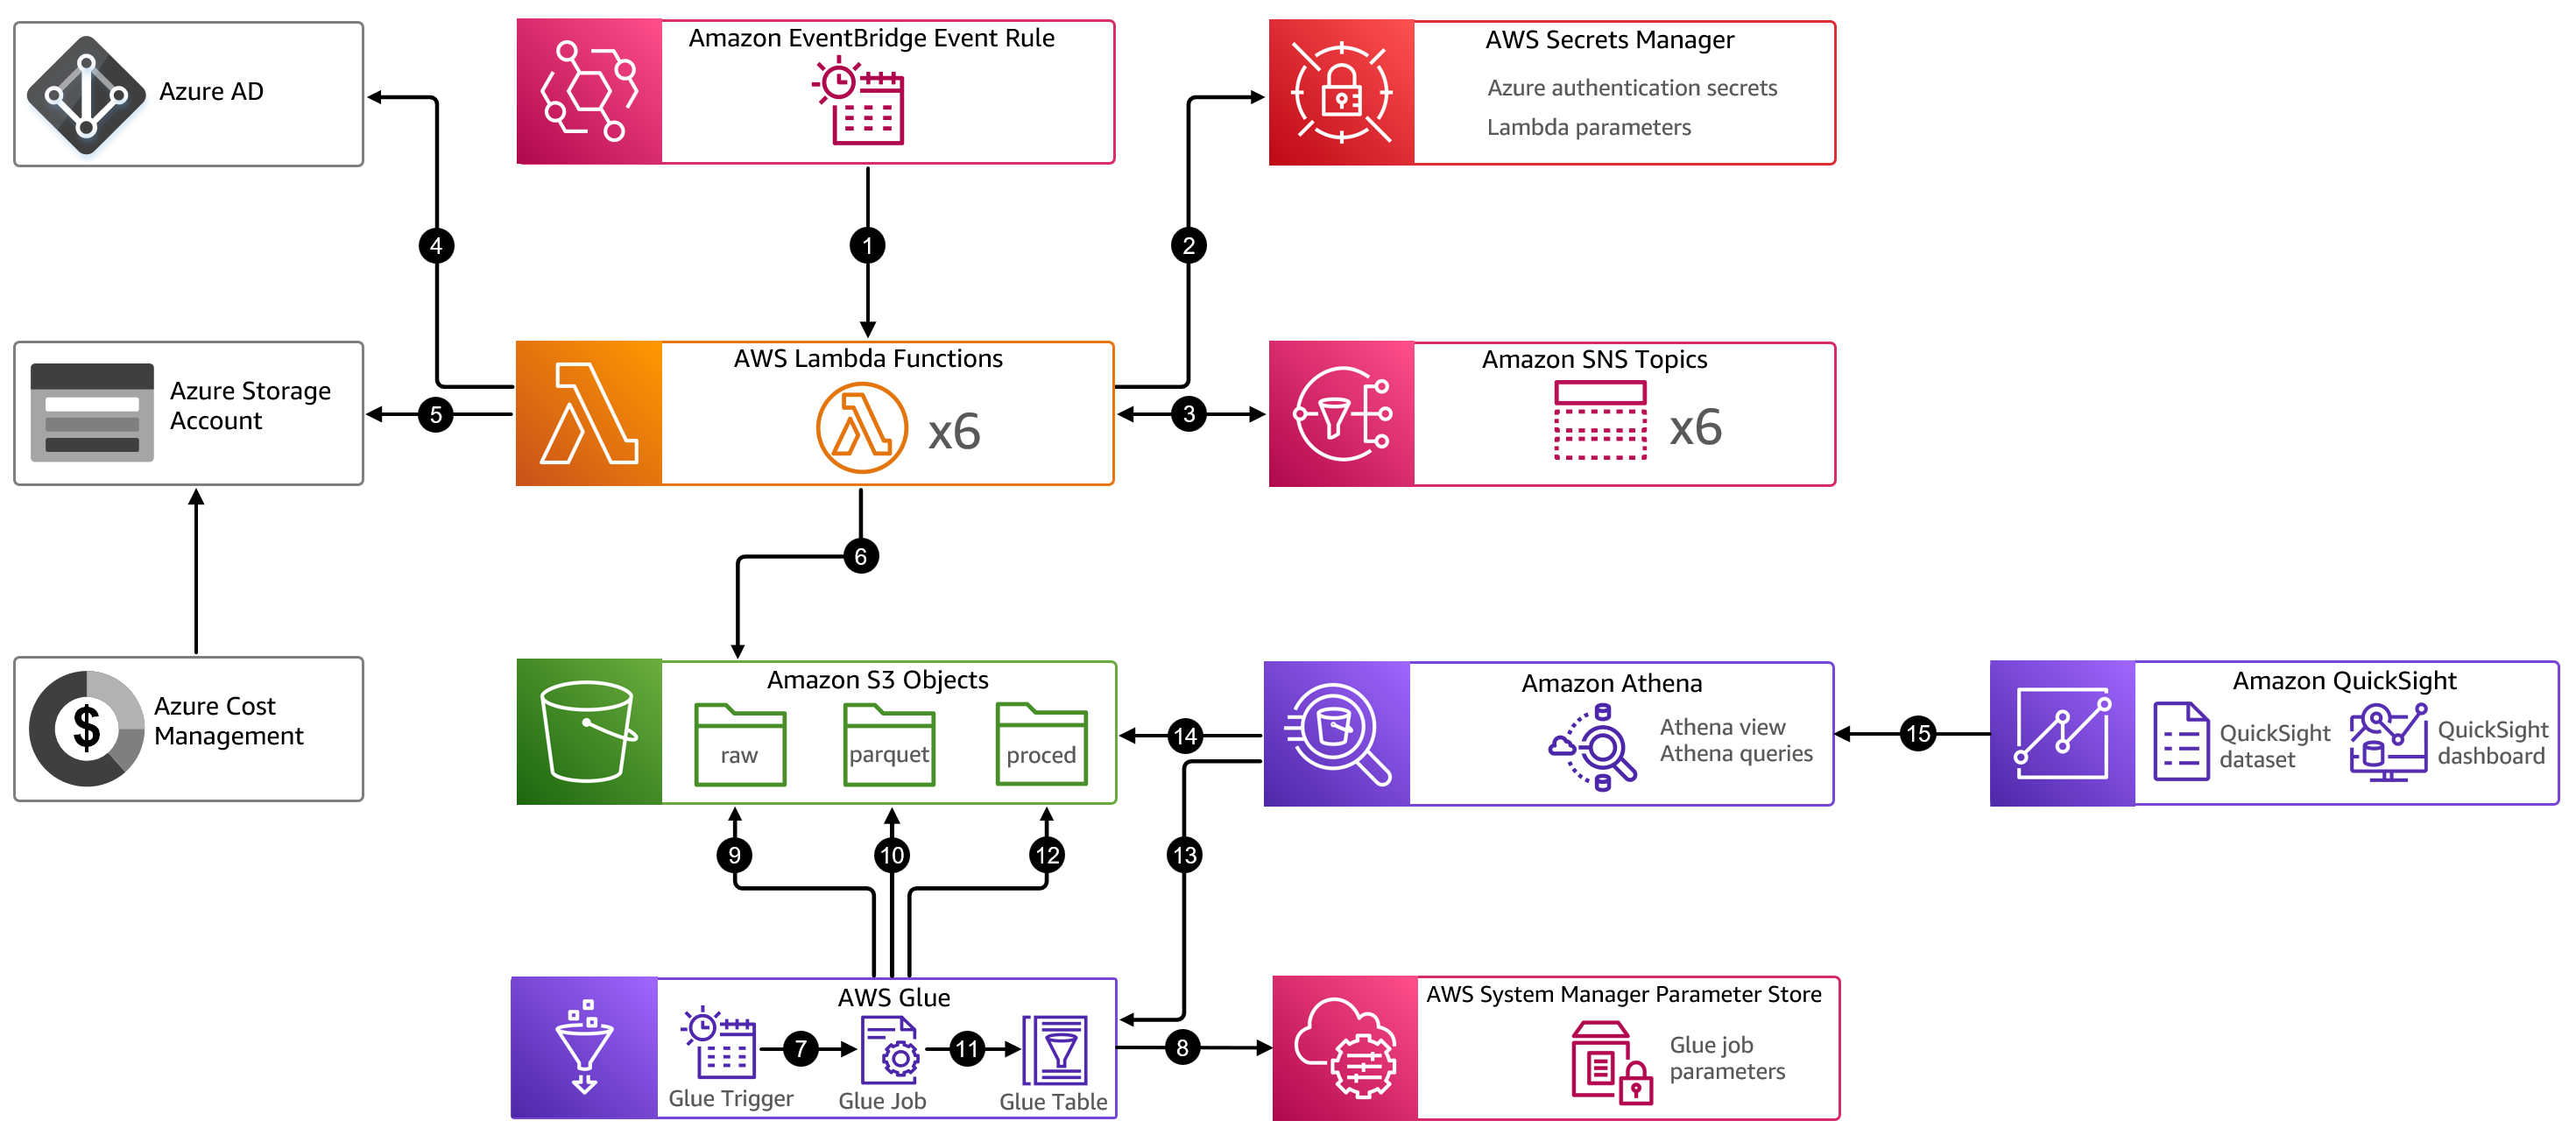 Azure AD
Amazon EventBridge Event Rule
AWS Secrets Manager
Azure authentication secrets
Lambda parameters
4
1
2
Azure Storage
Account
5
AWS Lambda Functions
x6
3
Amazon SNS Topics
x6
6
$
Azure Cost
Management
Amazon S3 Objects
raw
parquet
proced
14
Amazon Athena
Athena view
Athena queries
15
Amazon QuickSight
QuickSight
dataset
QuickSight
dashboard
9
10
12
13
AWS Glue
7
11
Glue Trigger
Glue Job
Glue Table
8
AWS System Manager Parameter Store
Glue job
parameters